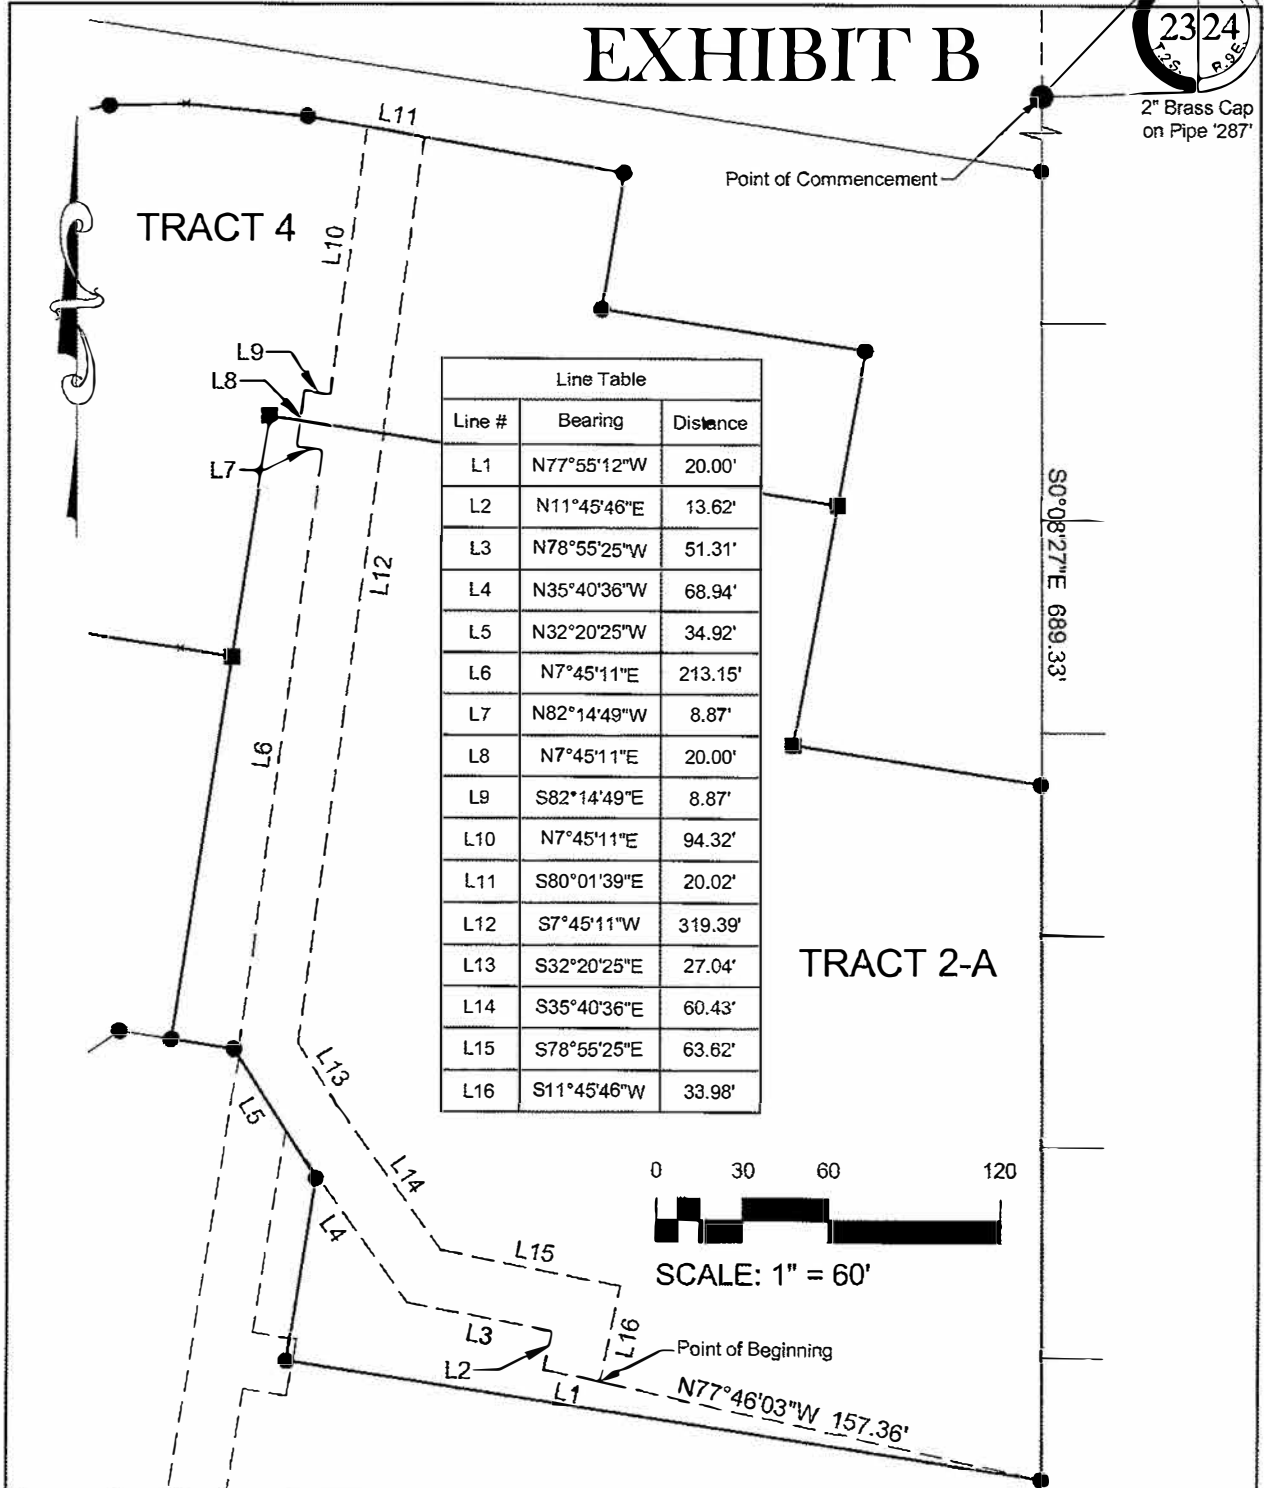 EXHIBIT B
23 24
T.2S. R.9E.
2" Brass Cap
on Pipe '287'
Point of Commencement
L11
TRACT 4
L10
L9
L8
L7
L12
L6
S0°08'27"E 689.33'
Line Table
Line # Bearing Distance
L1 N77°55'12"W 20.00'
L2 N11°45'46"E 13.62'
L3 N78°55'25"W 51.31'
L4 N35°40'36"W 68.94'
L5 N32°20'25"W 34.92'
L6 N7°45'11"E 213.15'
L7 N82°14'49"W 8.87'
L8 N7°45'11"E 20.00'
L9 S82°14'49"E 8.87'
L10 N7°45'11"E 94.32'
L11 S80°01'39"E 20.02'
L12 S7°45'11"W 319.39'
L13 S32°20'25"E 27.04'
L14 S35°40'36"E 60.43'
L15 S78°55'25"E 63.62'
L16 S11°45'46"W 33.98'
TRACT 2-A
L13
L5
L14
L4
0 30 60 120
SCALE: 1" = 60'
L15
L3
L16
L2
Point of Beginning
L1
N77°46'03"W 157.36'